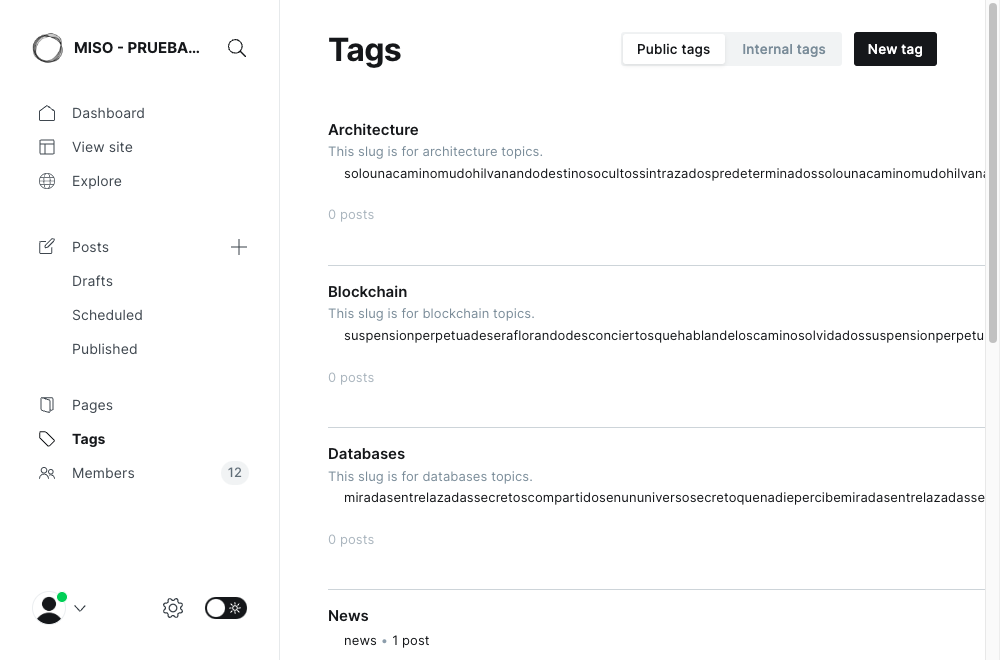 MISO - PRUEBA...
Dashboard
View site
Explore
Posts
Drafts
Scheduled
Published
Pages
Tags
Members 12
Tags
Public tags
Internal tags
New tag
Architecture
This slug is for architecture topics.
solounacaminomudohilvanandodestinosocultossintrazadospredeterminadossolounacaminomudohilvana
0 posts
Blockchain
This slug is for blockchain topics.
suspensionperpetuadeseraflorandodesconciertosquehablandeloscaminosolvidadossuspensionperpetu
0 posts
Databases
This slug is for databases topics.
miradasentrelazadassecretoscompartidosenununiversosecretoquenadiepercibemiradasentrelazadasse
0 posts
News
news • 1 post